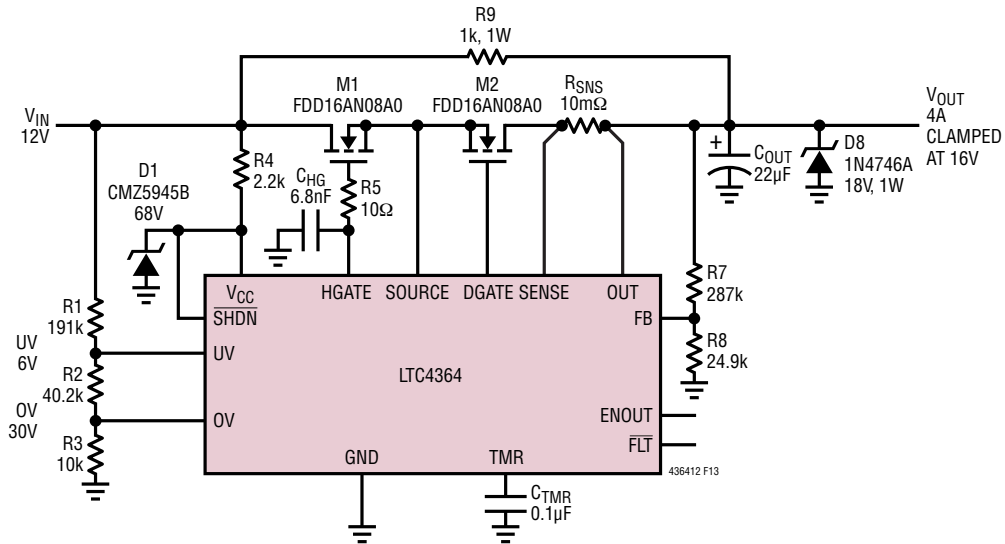 R9
1k, 1W
M1
FDD16AN08A0
M2
FDD16AN08A0
RSNS
10mΩ
VIN
12V
VOUT
4A
CLAMPED
AT 16V
D1
CMZ5945B
68V
R4
2.2k
CHG
6.8nF
R5
10Ω
+
COUT
22µF
D8
1N4746A
18V, 1W
VCC
HGATE
SOURCE
DGATE
SENSE
OUT
SHDN
FB
R7
287k
R1
191k
UV
6V
UV
R8
24.9k
R2
40.2k
LTC4364
OV
30V
OV
ENOUT
R3
10k
FLT
GND
TMR
436412 F13
CTMR
0.1µF